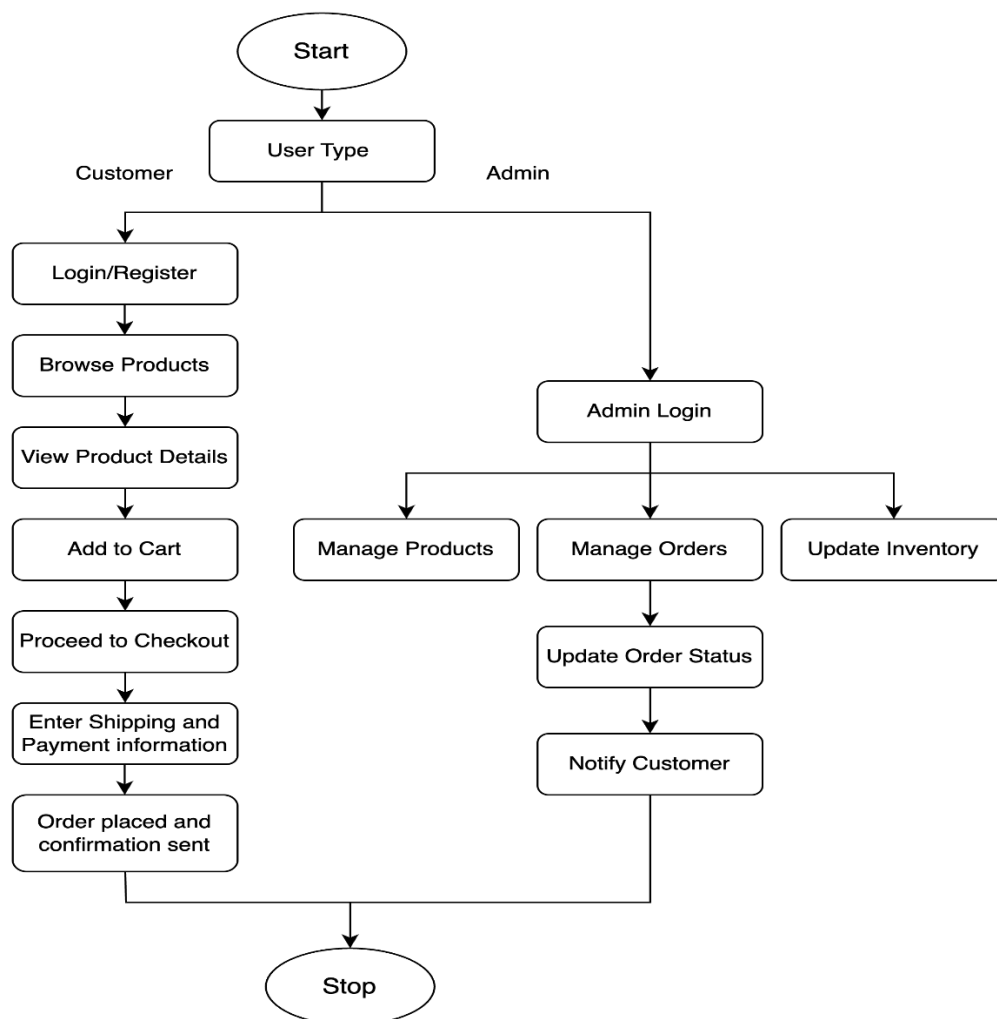 Start
User Type
Customer
Admin
Login/Register
Browse Products
View Product Details
Add to Cart
Proceed to Checkout
Enter Shipping and
Payment information
Order placed and
confirmation sent
Admin Login
Manage Products
Manage Orders
Update Inventory
Update Order Status
Notify Customer
Stop